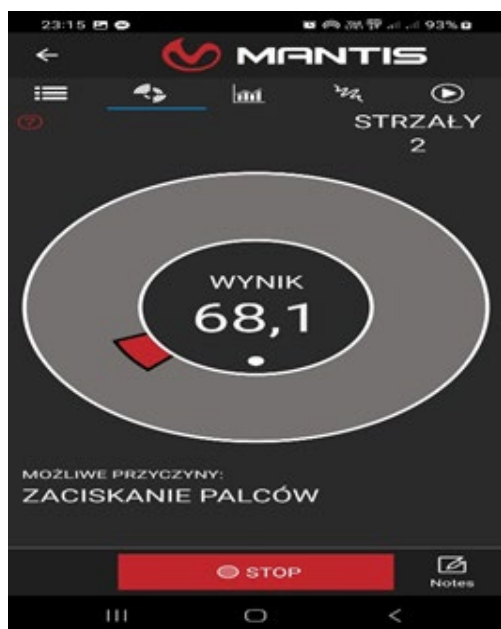 23:15 93%
MANTIS
STRZAŁY
2
WYNIK
68,1
MOŻLIWE PRZYCZYNY:
ZACISKANIE PALCÓW
STOP
Notes